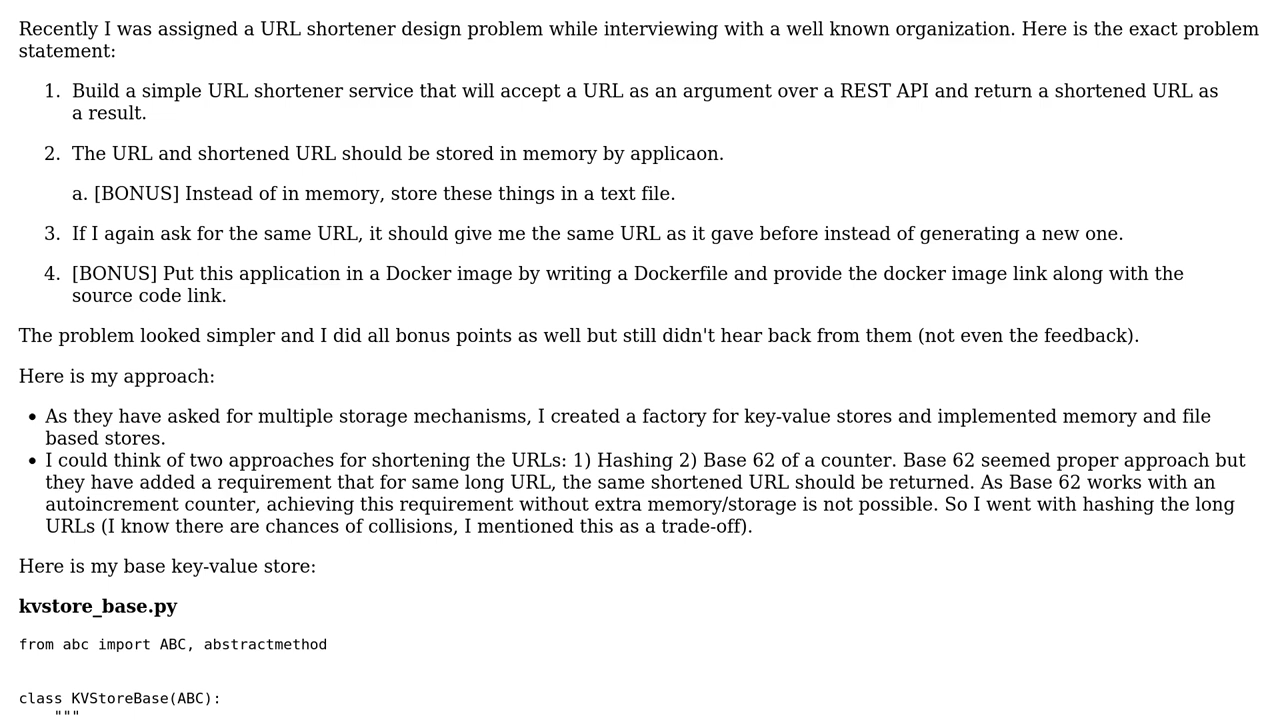 Recently I was assigned a URL shortener design problem while interviewing with a well known organization. Here is the exact problem
statement:
1. Build a simple URL shortener service that will accept a URL as an argument over a REST API and return a shortened URL as
a result.
2. The URL and shortened URL should be stored in memory by applicaon.
a. [BONUS] Instead of in memory, store these things in a text file.
3. If I again ask for the same URL, it should give me the same URL as it gave before instead of generating a new one.
4. [BONUS] Put this application in a Docker image by writing a Dockerfile and provide the docker image link along with the
source code link.
The problem looked simpler and I did all bonus points as well but still didn't hear back from them (not even the feedback).
Here is my approach:
• As they have asked for multiple storage mechanisms, I created a factory for key-value stores and implemented memory and file
based stores.
• I could think of two approaches for shortening the URLs: 1) Hashing 2) Base 62 of a counter. Base 62 seemed proper approach but
they have added a requirement that for same long URL, the same shortened URL should be returned. As Base 62 works with an
autoincrement counter, achieving this requirement without extra memory/storage is not possible. So I went with hashing the long
URLs (I know there are chances of collisions, I mentioned this as a trade-off).
Here is my base key-value store:
kvstore_base.py
from abc import ABC, abstractmethod
class KVStoreBase(ABC):
"""